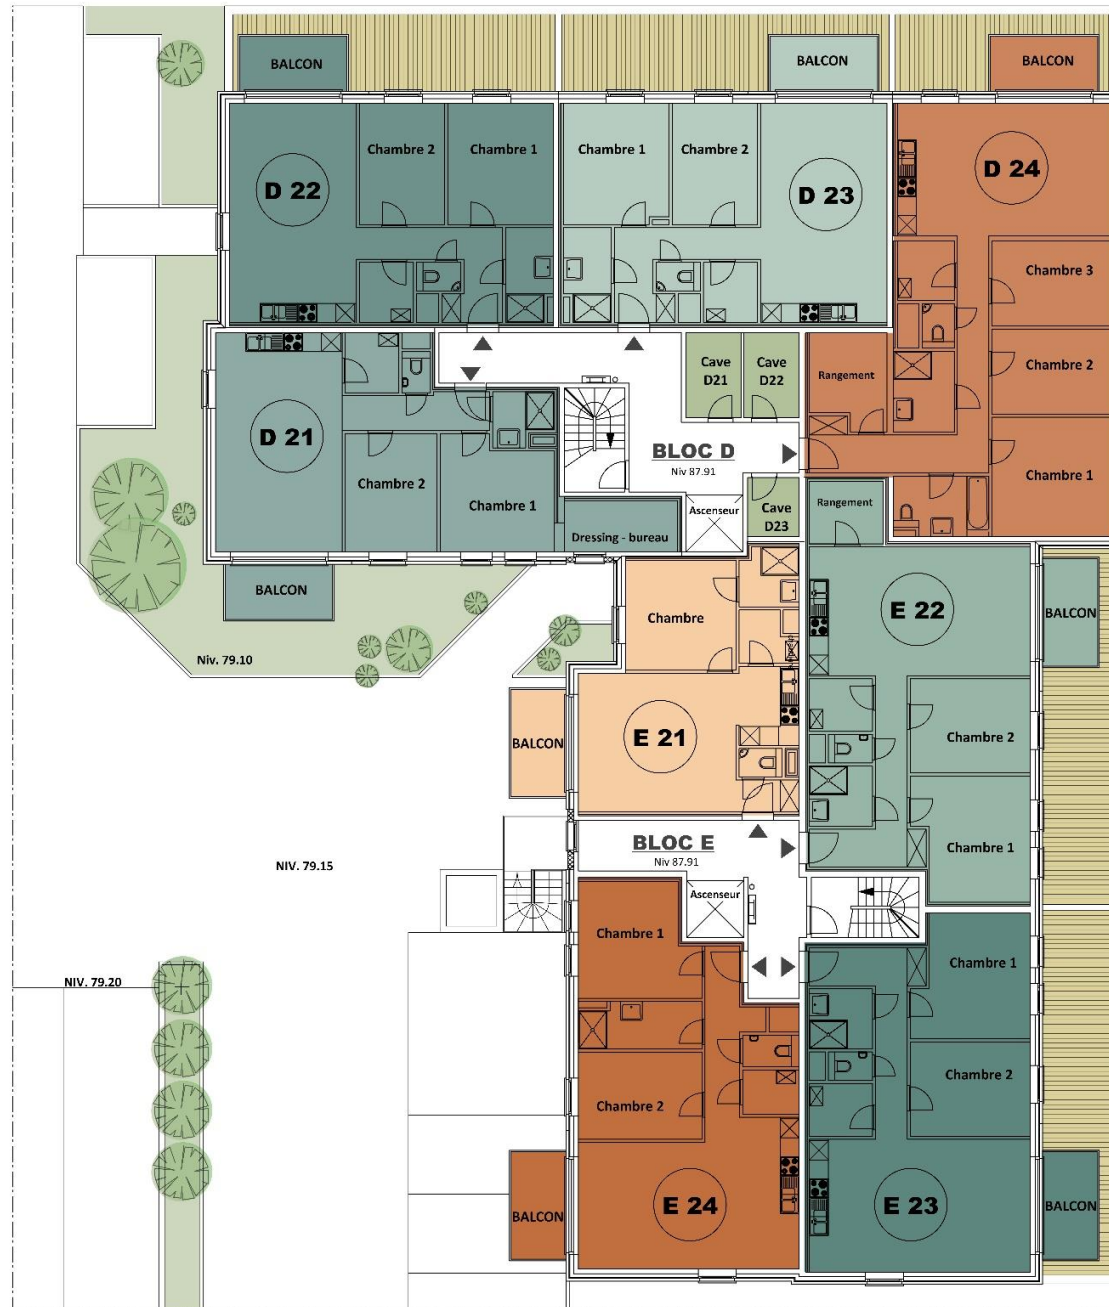 BALCON
BALCON
BALCON
Chambre 2
Chambre 1
Chambre 1
Chambre 2
D 22
D 23
D 24
Chambre 3
Cave
D21
Cave
D22
Rangement
Chambre 2
D 21
BLOC D
Niv 87.91
Chambre 2
Chambre 1
Chambre 1
Ascenseur
Cave
D23
Rangement
Dressing - bureau
BALCON
Chambre
E 22
BALCON
Niv. 79.10
E 21
BALCON
Chambre 2
BLOC E
Niv 87.91
Chambre 1
NIV. 79.15
Ascenseur
Chambre 1
Chambre 1
NIV. 79.20
Chambre 2
Chambre 2
E 24
E 23
BALCON
BALCON